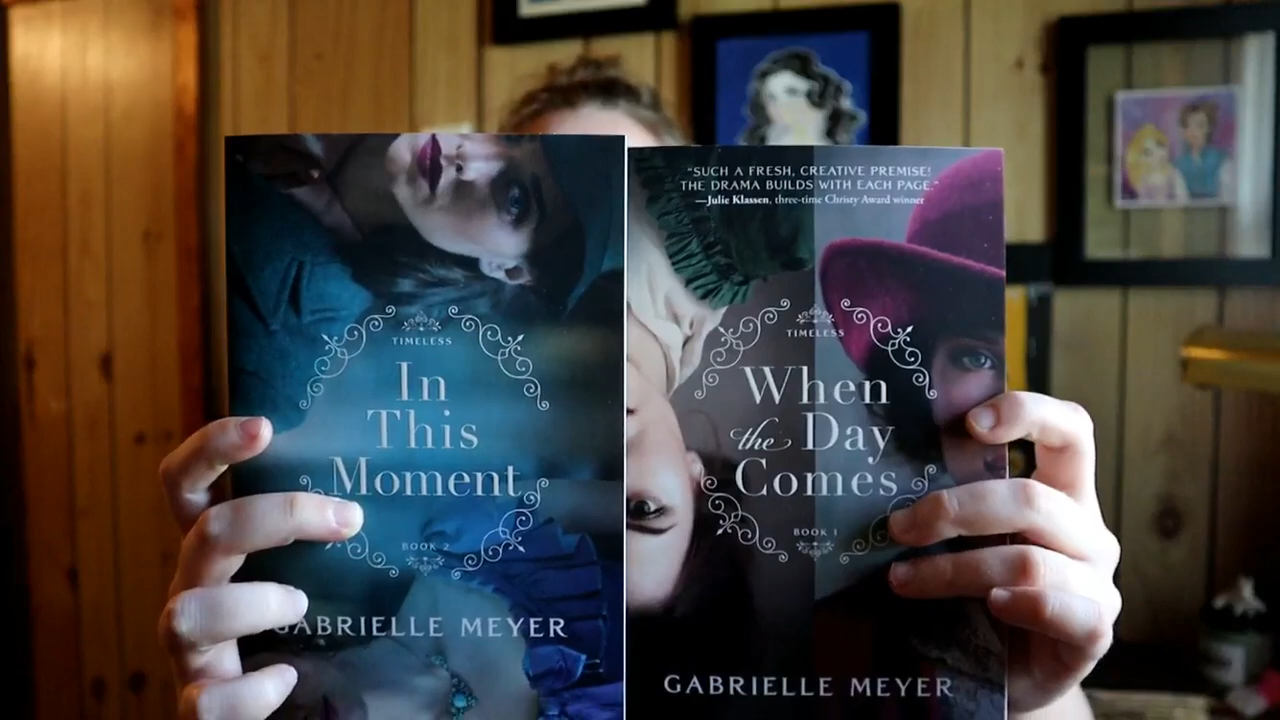 TIMELESS
In
This
Moment
BOOK 2
GABRIELLE MEYER
"SUCH A FRESH, CREATIVE PREMISE!
THE DRAMA BUILDS WITH EACH PAGE."
—Julie Klassen, three-time Christy Award winner
TIMELESS
When
the Day
Comes
BOOK 1
GABRIELLE MEYER